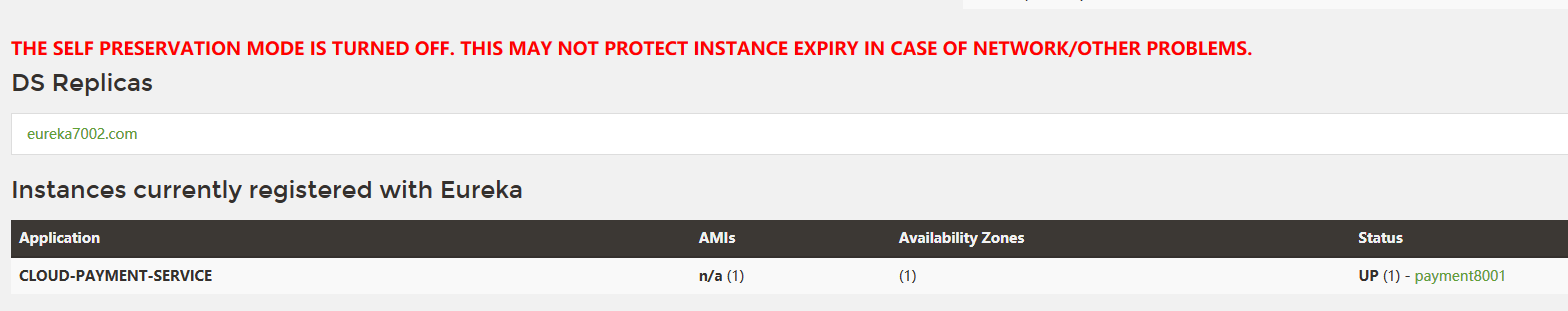 THE SELF PRESERVATION MODE IS TURNED OFF. THIS MAY NOT PROTECT INSTANCE EXPIRY IN CASE OF NETWORK/OTHER PROBLEMS.
DS Replicas
eureka7002.com
Instances currently registered with Eureka
Application AMIs Availability Zones Status
CLOUD-PAYMENT-SERVICE n/a (1) (1) UP (1) - payment8001